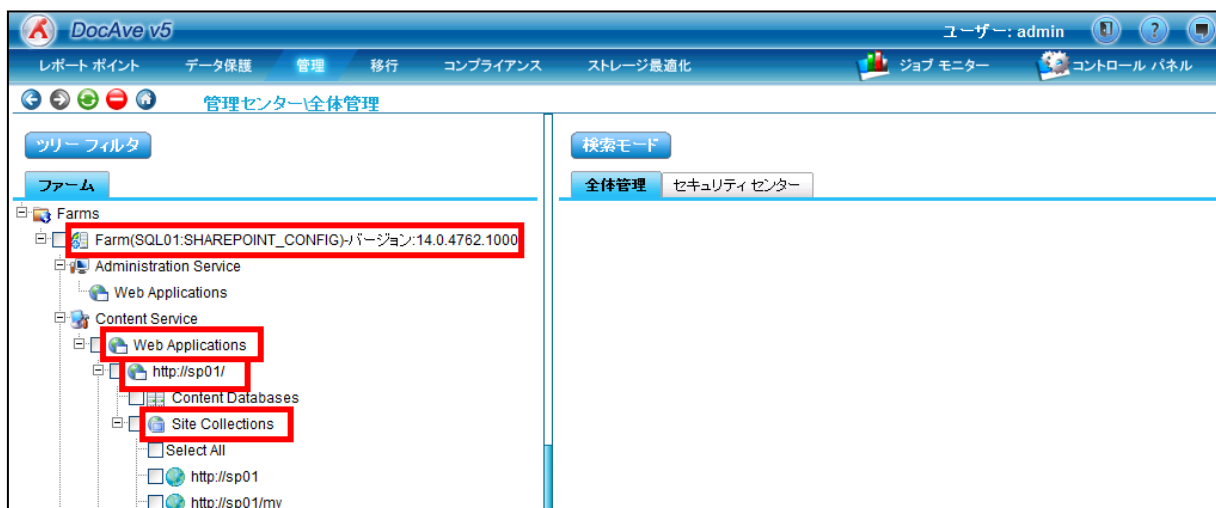 DocAve v5 ユーザー: admin
レポート ポイント データ保護 管理 移行 コンプライアンス ストレージ最適化 ジョブ モニター コントロール パネル
管理センター\全体管理
ツリー フィルタ 検索モード
ファーム 全体管理 セキュリティ センター
Farms
Farm(SQL01:SHAREPOINT_CONFIG)-バージョン:14.0.4762.1000
Administration Service
Web Applications
Content Service
Web Applications
http://sp01/
Content Databases
Site Collections
Select All
http://sp01
http://sp01/my